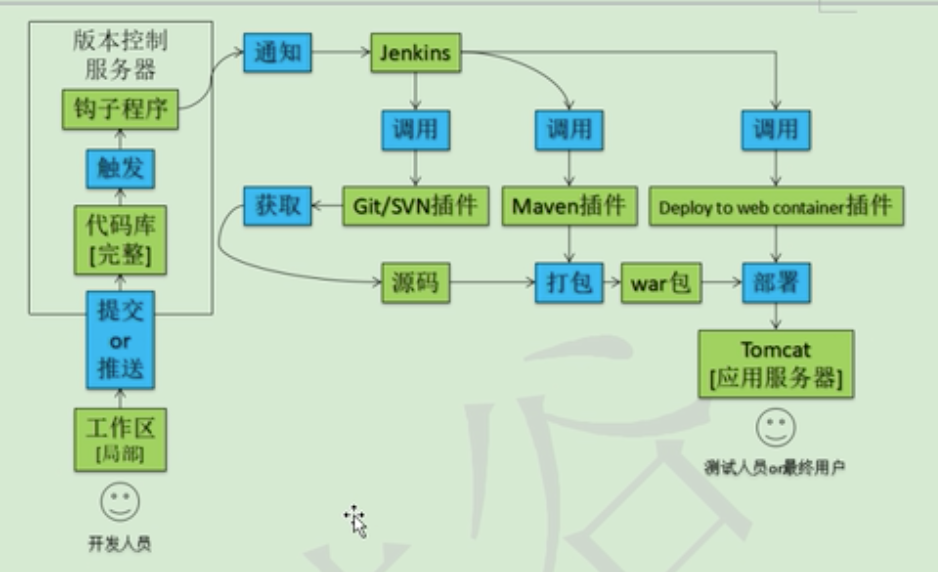 版本控制
服务器
钩子程序
触发
代码库
[完整]
提交
or
推送
工作区
[局部]
开发人员
通知
Jenkins
调用
调用
调用
获取
Git/SVN插件
Maven插件
Deploy to web container插件
源码
打包
war包
部署
Tomcat
[应用服务器]
测试人员or最终用户